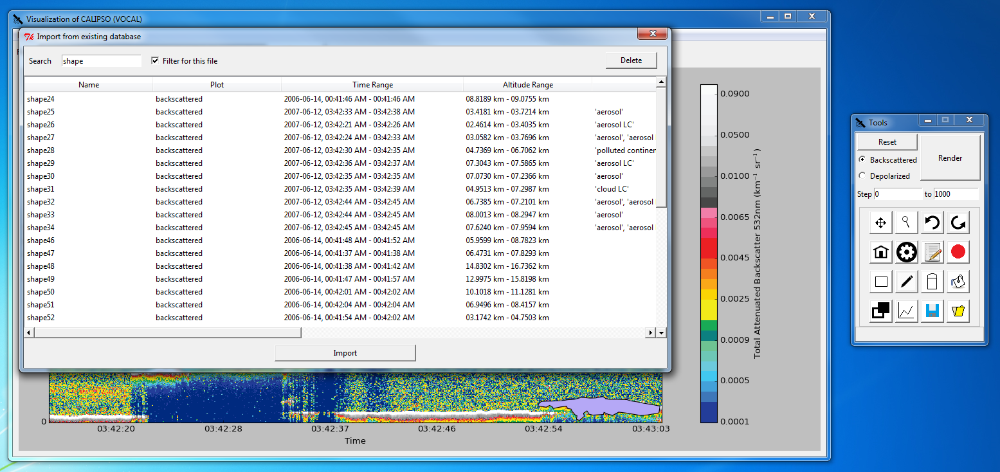 Visualization of CALIPSO (VOCAL)
Import from existing database
Search shape Filter for this file Delete
Name Plot Time Range Altitude Range
shape24 backscattered 2006-06-14, 00:41:46 AM - 00:41:46 AM 08.8189 km - 09.0755 km
shape25 backscattered 2007-06-12, 03:42:33 AM - 03:42:38 AM 03.4181 km - 03.7214 km 'aerosol'
shape26 backscattered 2007-06-12, 03:42:21 AM - 03:42:26 AM 02.4614 km - 03.4035 km 'aerosol LC'
shape27 backscattered 2007-06-12, 03:42:24 AM - 03:42:33 AM 03.0582 km - 03.7696 km 'aerosol', 'aerosol
shape28 backscattered 2007-06-12, 03:42:30 AM - 03:42:35 AM 04.7369 km - 06.7062 km 'polluted continen
shape29 backscattered 2007-06-12, 03:42:36 AM - 03:42:37 AM 07.3043 km - 07.5865 km 'aerosol LC'
shape30 backscattered 2007-06-12, 03:42:35 AM - 03:42:35 AM 07.0730 km - 07.2366 km 'aerosol'
shape31 backscattered 2007-06-12, 03:42:35 AM - 03:42:39 AM 04.9513 km - 07.2987 km 'cloud LC'
shape32 backscattered 2007-06-12, 03:42:44 AM - 03:42:45 AM 06.7385 km - 07.2101 km 'aerosol', 'aerosol
shape33 backscattered 2007-06-12, 03:42:44 AM - 03:42:45 AM 08.0013 km - 08.2947 km 'aerosol'
shape34 backscattered 2007-06-12, 03:42:45 AM - 03:42:45 AM 07.6240 km - 07.9594 km 'aerosol', 'aerosol
shape46 backscattered 2006-06-14, 00:41:48 AM - 00:41:52 AM 05.9599 km - 08.7823 km
shape47 backscattered 2006-06-14, 00:41:37 AM - 00:41:38 AM 06.4731 km - 07.8293 km
shape48 backscattered 2006-06-14, 00:41:38 AM - 00:41:42 AM 14.8302 km - 16.7362 km
shape49 backscattered 2006-06-14, 00:41:47 AM - 00:41:57 AM 12.9975 km - 15.8198 km
shape50 backscattered 2006-06-14, 00:42:01 AM - 00:42:02 AM 10.1018 km - 11.1281 km
shape51 backscattered 2006-06-14, 00:42:04 AM - 00:42:04 AM 06.9496 km - 08.4157 km
shape52 backscattered 2006-06-14, 00:41:54 AM - 00:42:02 AM 03.1742 km - 04.7503 km
Import
0
03:42:20 03:42:28 03:42:37 03:42:46 03:42:54 03:43:03
Time
0.0900
0.0500
0.0100
0.0065
0.0045
0.0025
0.0009
0.0005
0.0001
Total Attenuated Backscatter 532nm (km⁻¹ sr⁻¹)
Tools
Reset
Render
Backscattered
Depolarized
Step 0 to 1000